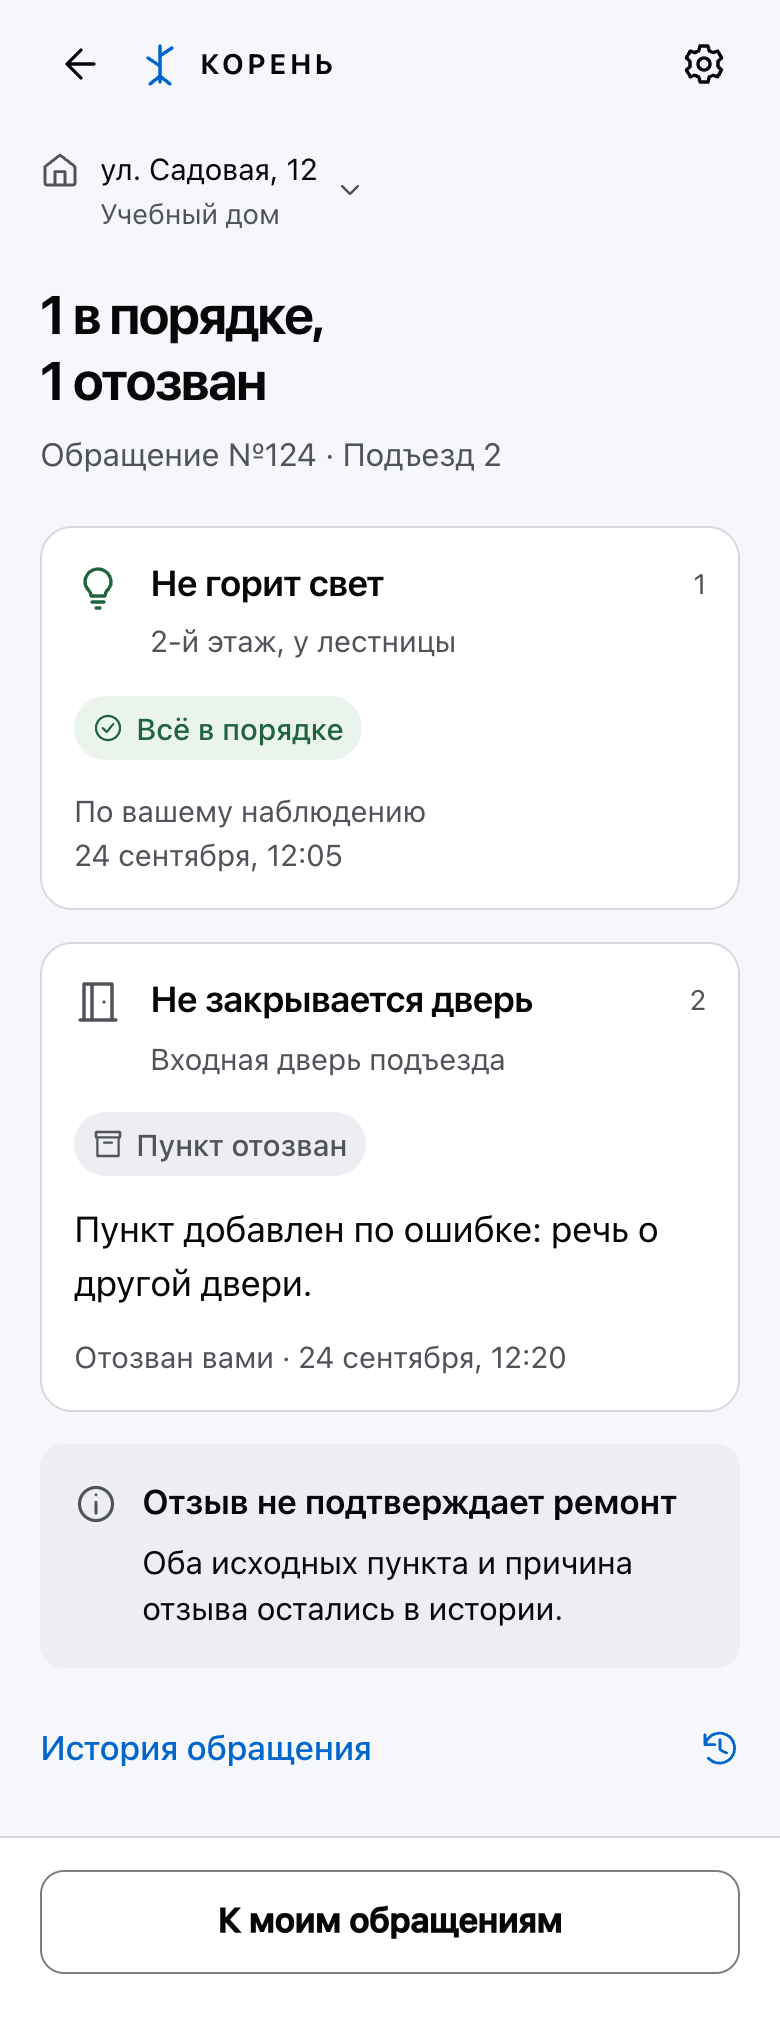 КОРЕНЬ
ул. Садовая, 12
Учебный дом
1 в порядке,
1 отозван
Обращение №124 · Подъезд 2
Не горит свет 1
2-й этаж, у лестницы
Всё в порядке
По вашему наблюдению
24 сентября, 12:05
Не закрывается дверь 2
Входная дверь подъезда
Пункт отозван
Пункт добавлен по ошибке: речь о
другой двери.
Отозван вами · 24 сентября, 12:20
Отзыв не подтверждает ремонт
Оба исходных пункта и причина
отзыва остались в истории.
История обращения
К моим обращениям